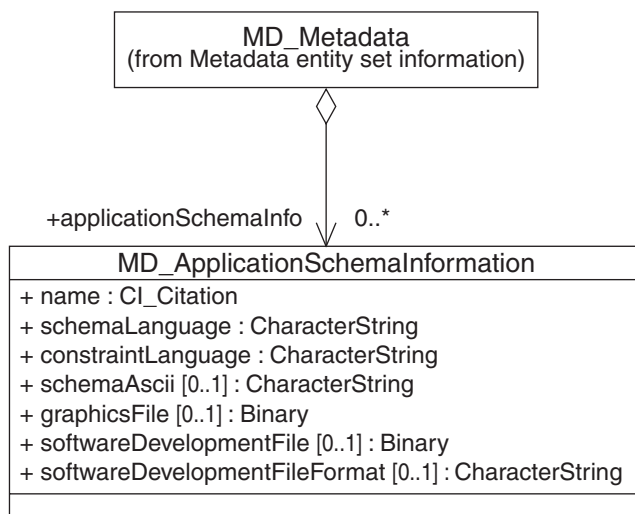 MD_Metadata
(from Metadata entity set information)
+applicationSchemaInfo 0..*
MD_ApplicationSchemaInformation
+ name : CI_Citation
+ schemaLanguage : CharacterString
+ constraintLanguage : CharacterString
+ schemaAscii [0..1] : CharacterString
+ graphicsFile [0..1] : Binary
+ softwareDevelopmentFile [0..1] : Binary
+ softwareDevelopmentFileFormat [0..1] : CharacterString